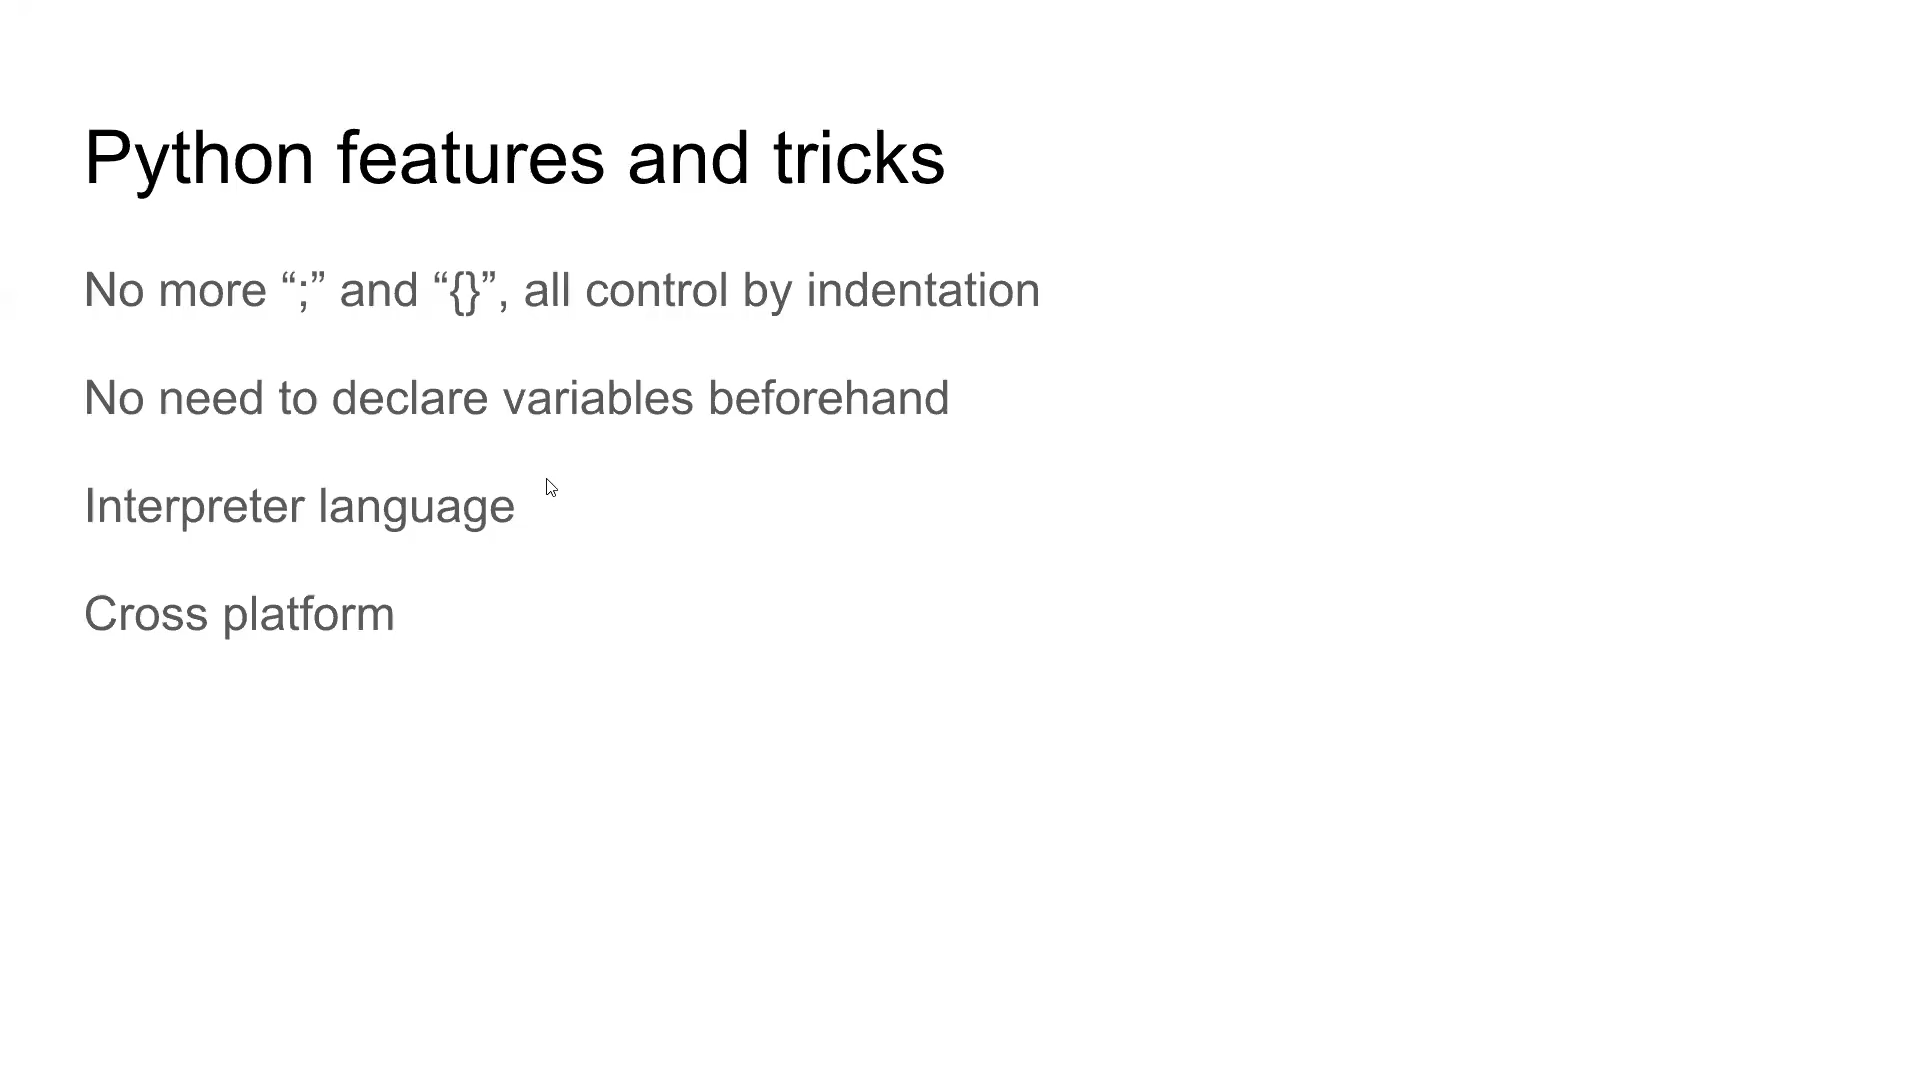 Python features and tricks
No more “;” and “{}”, all control by indentation
No need to declare variables beforehand
Interpreter language
Cross platform